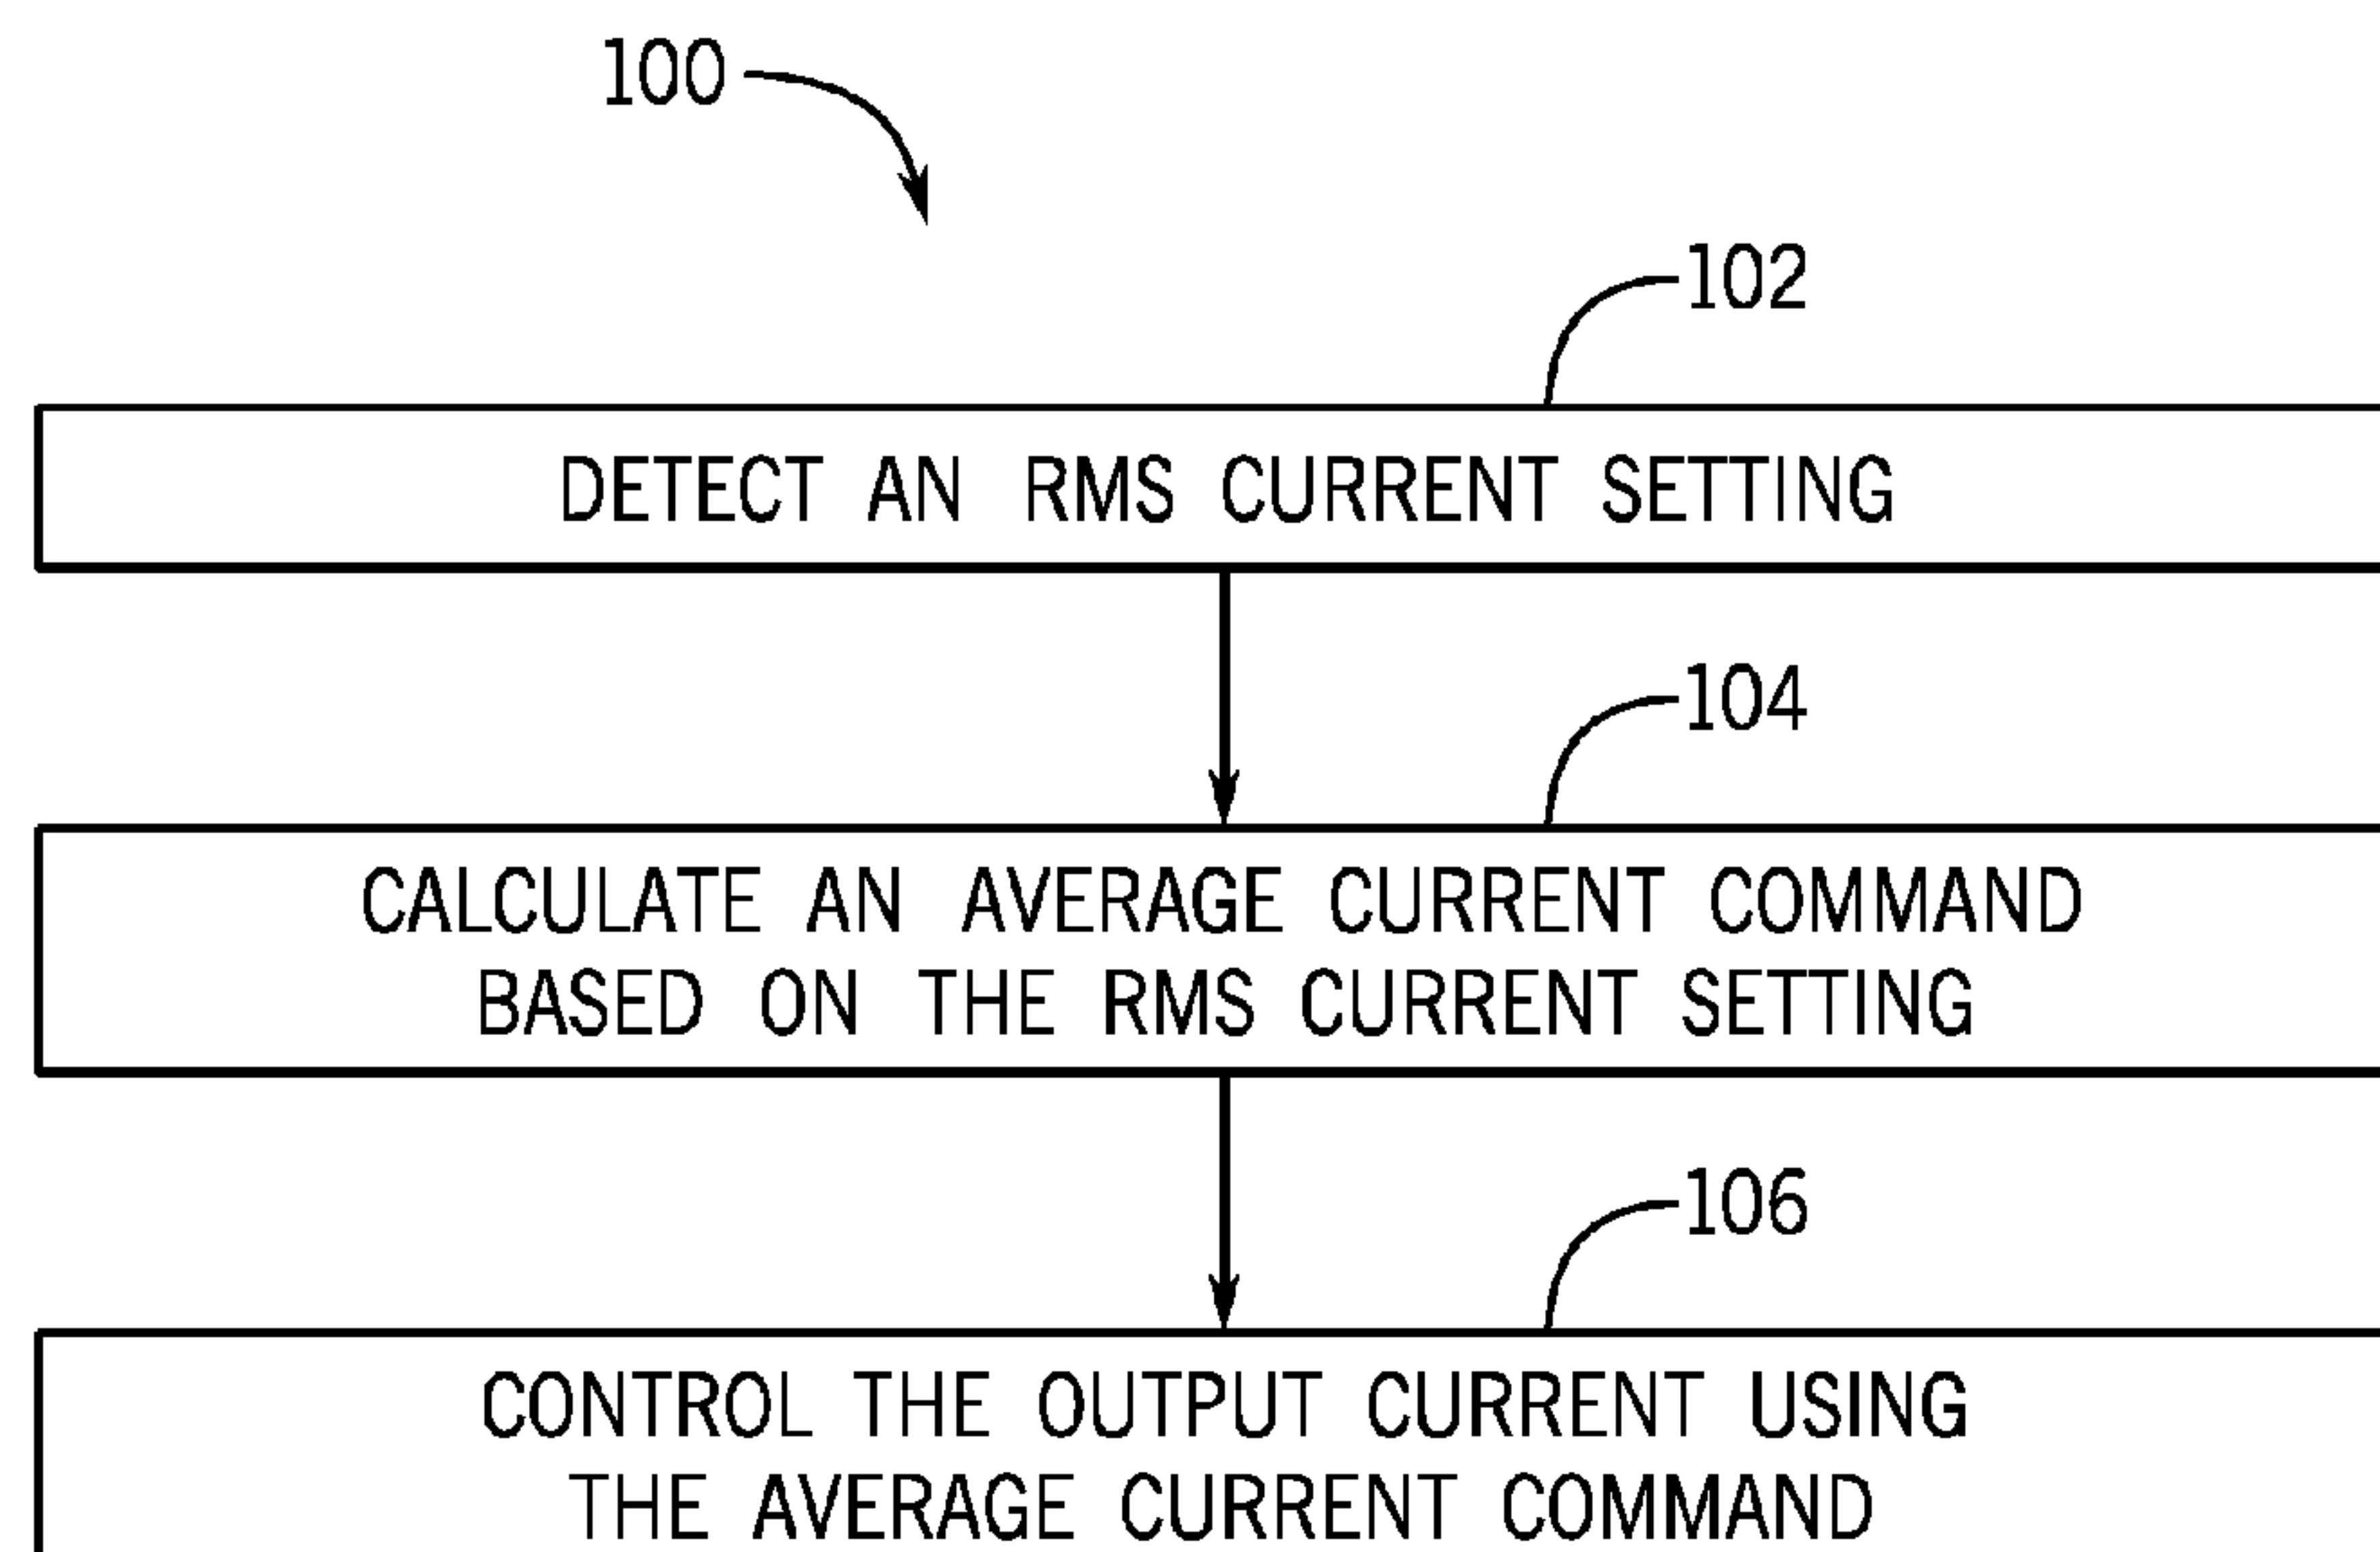 100
102
DETECT AN RMS CURRENT SETTING
104
CALCULATE AN AVERAGE CURRENT COMMAND
BASED ON THE RMS CURRENT SETTING
106
CONTROL THE OUTPUT CURRENT USING
THE AVERAGE CURRENT COMMAND